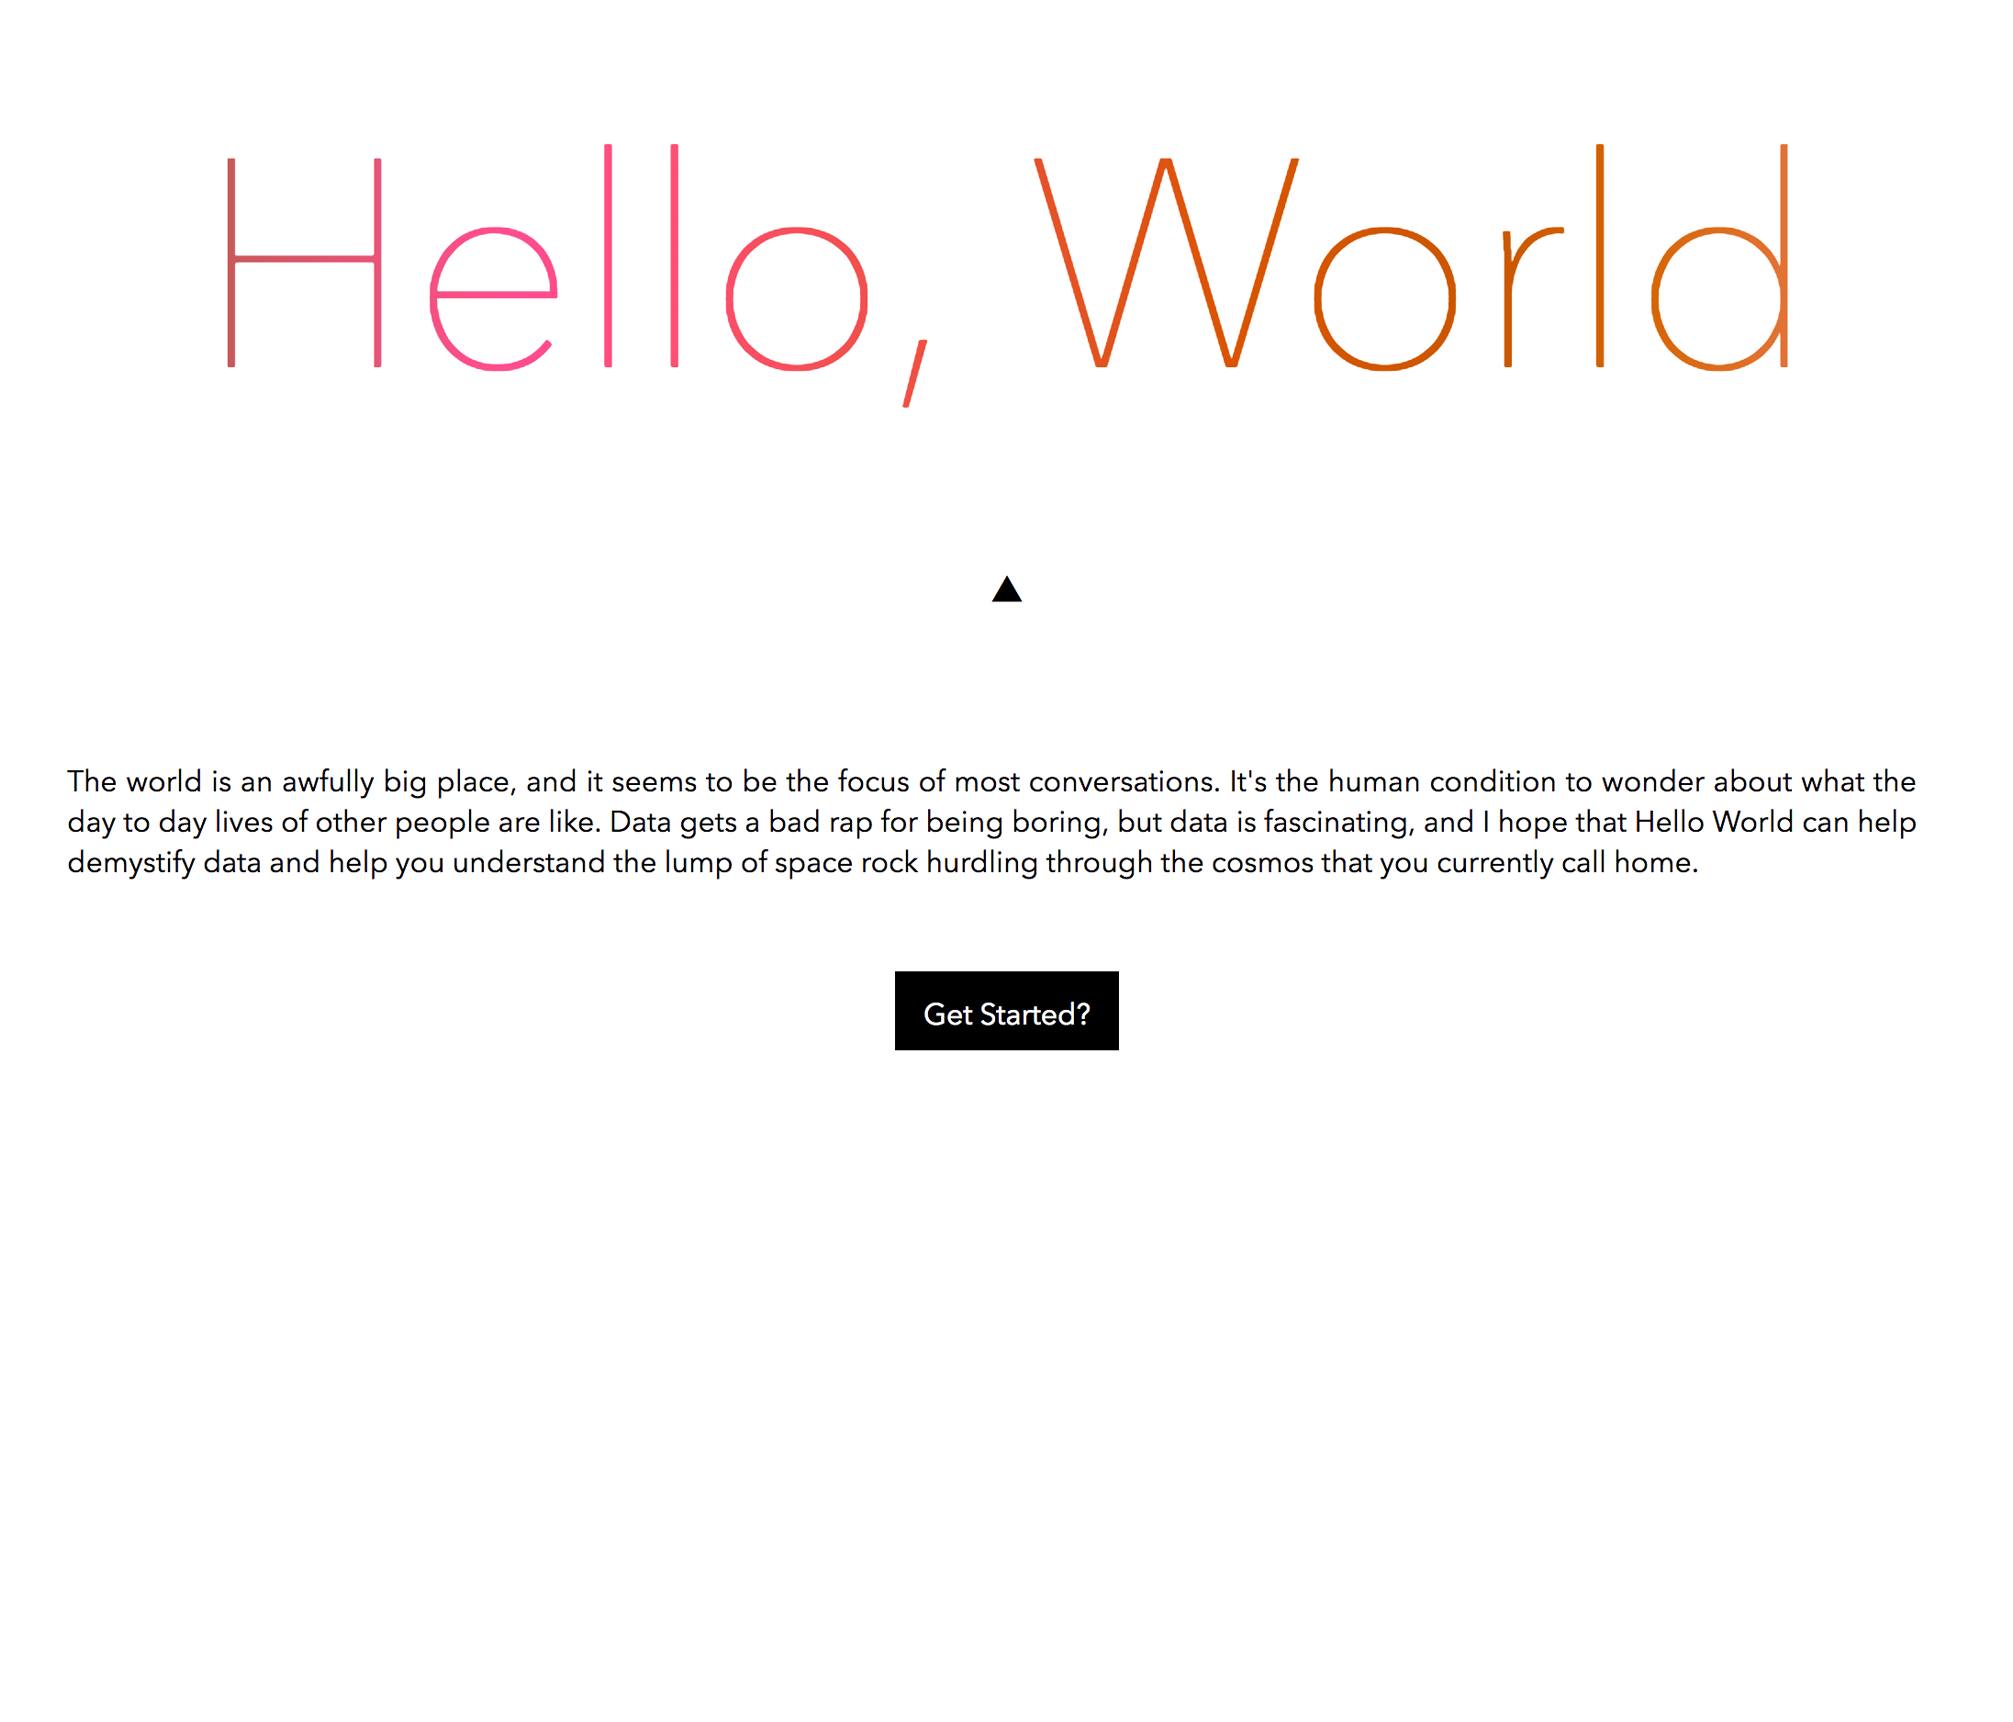 Hello, World
The world is an awfully big place, and it seems to be the focus of most conversations. It's the human condition to wonder about what the
day to day lives of other people are like. Data gets a bad rap for being boring, but data is fascinating, and I hope that Hello World can help
demystify data and help you understand the lump of space rock hurdling through the cosmos that you currently call home.
Get Started?